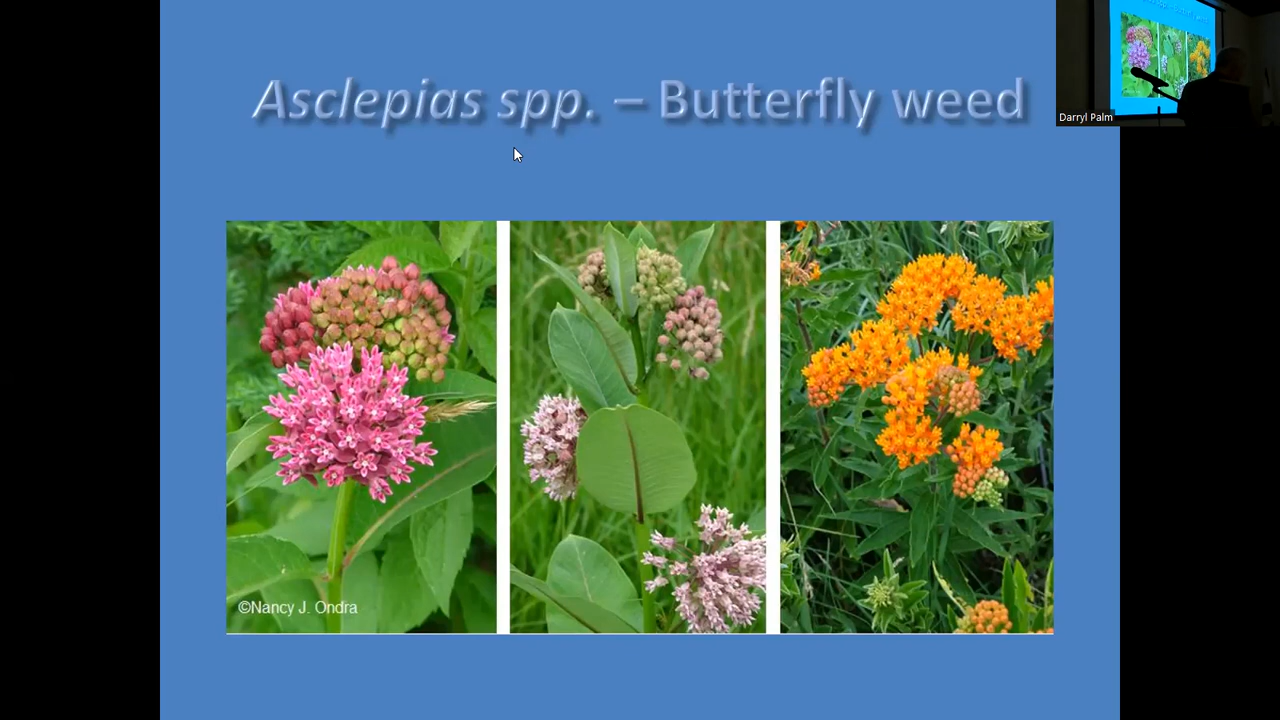 Asclepias spp. – Butterfly weed
Darryl Palm
©Nancy J. Ondra